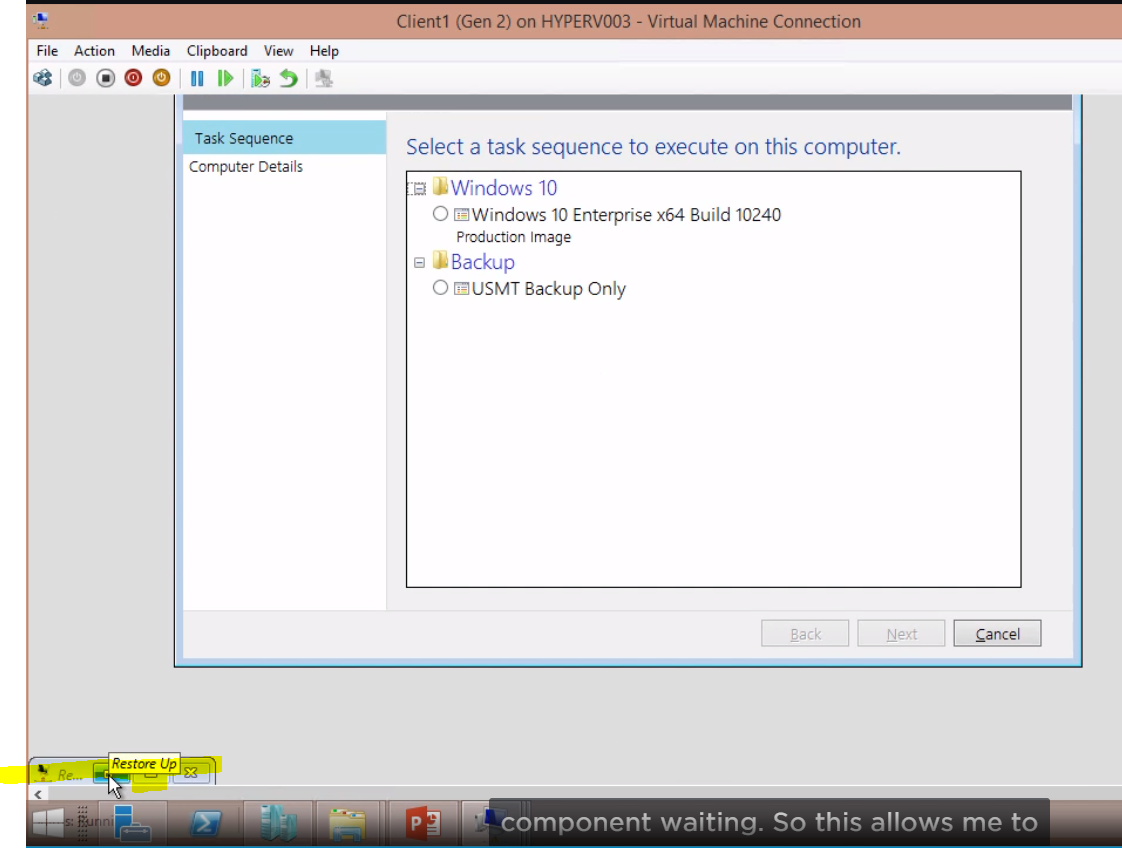 Client1 (Gen 2) on HYPERV003 - Virtual Machine Connection
File Action Media Clipboard View Help
Task Sequence
Computer Details
Select a task sequence to execute on this computer.
Windows 10
Windows 10 Enterprise x64 Build 10240
Production Image
Backup
USMT Backup Only
Back Next Cancel
Restore Up
Re...
component waiting. So this allows me to